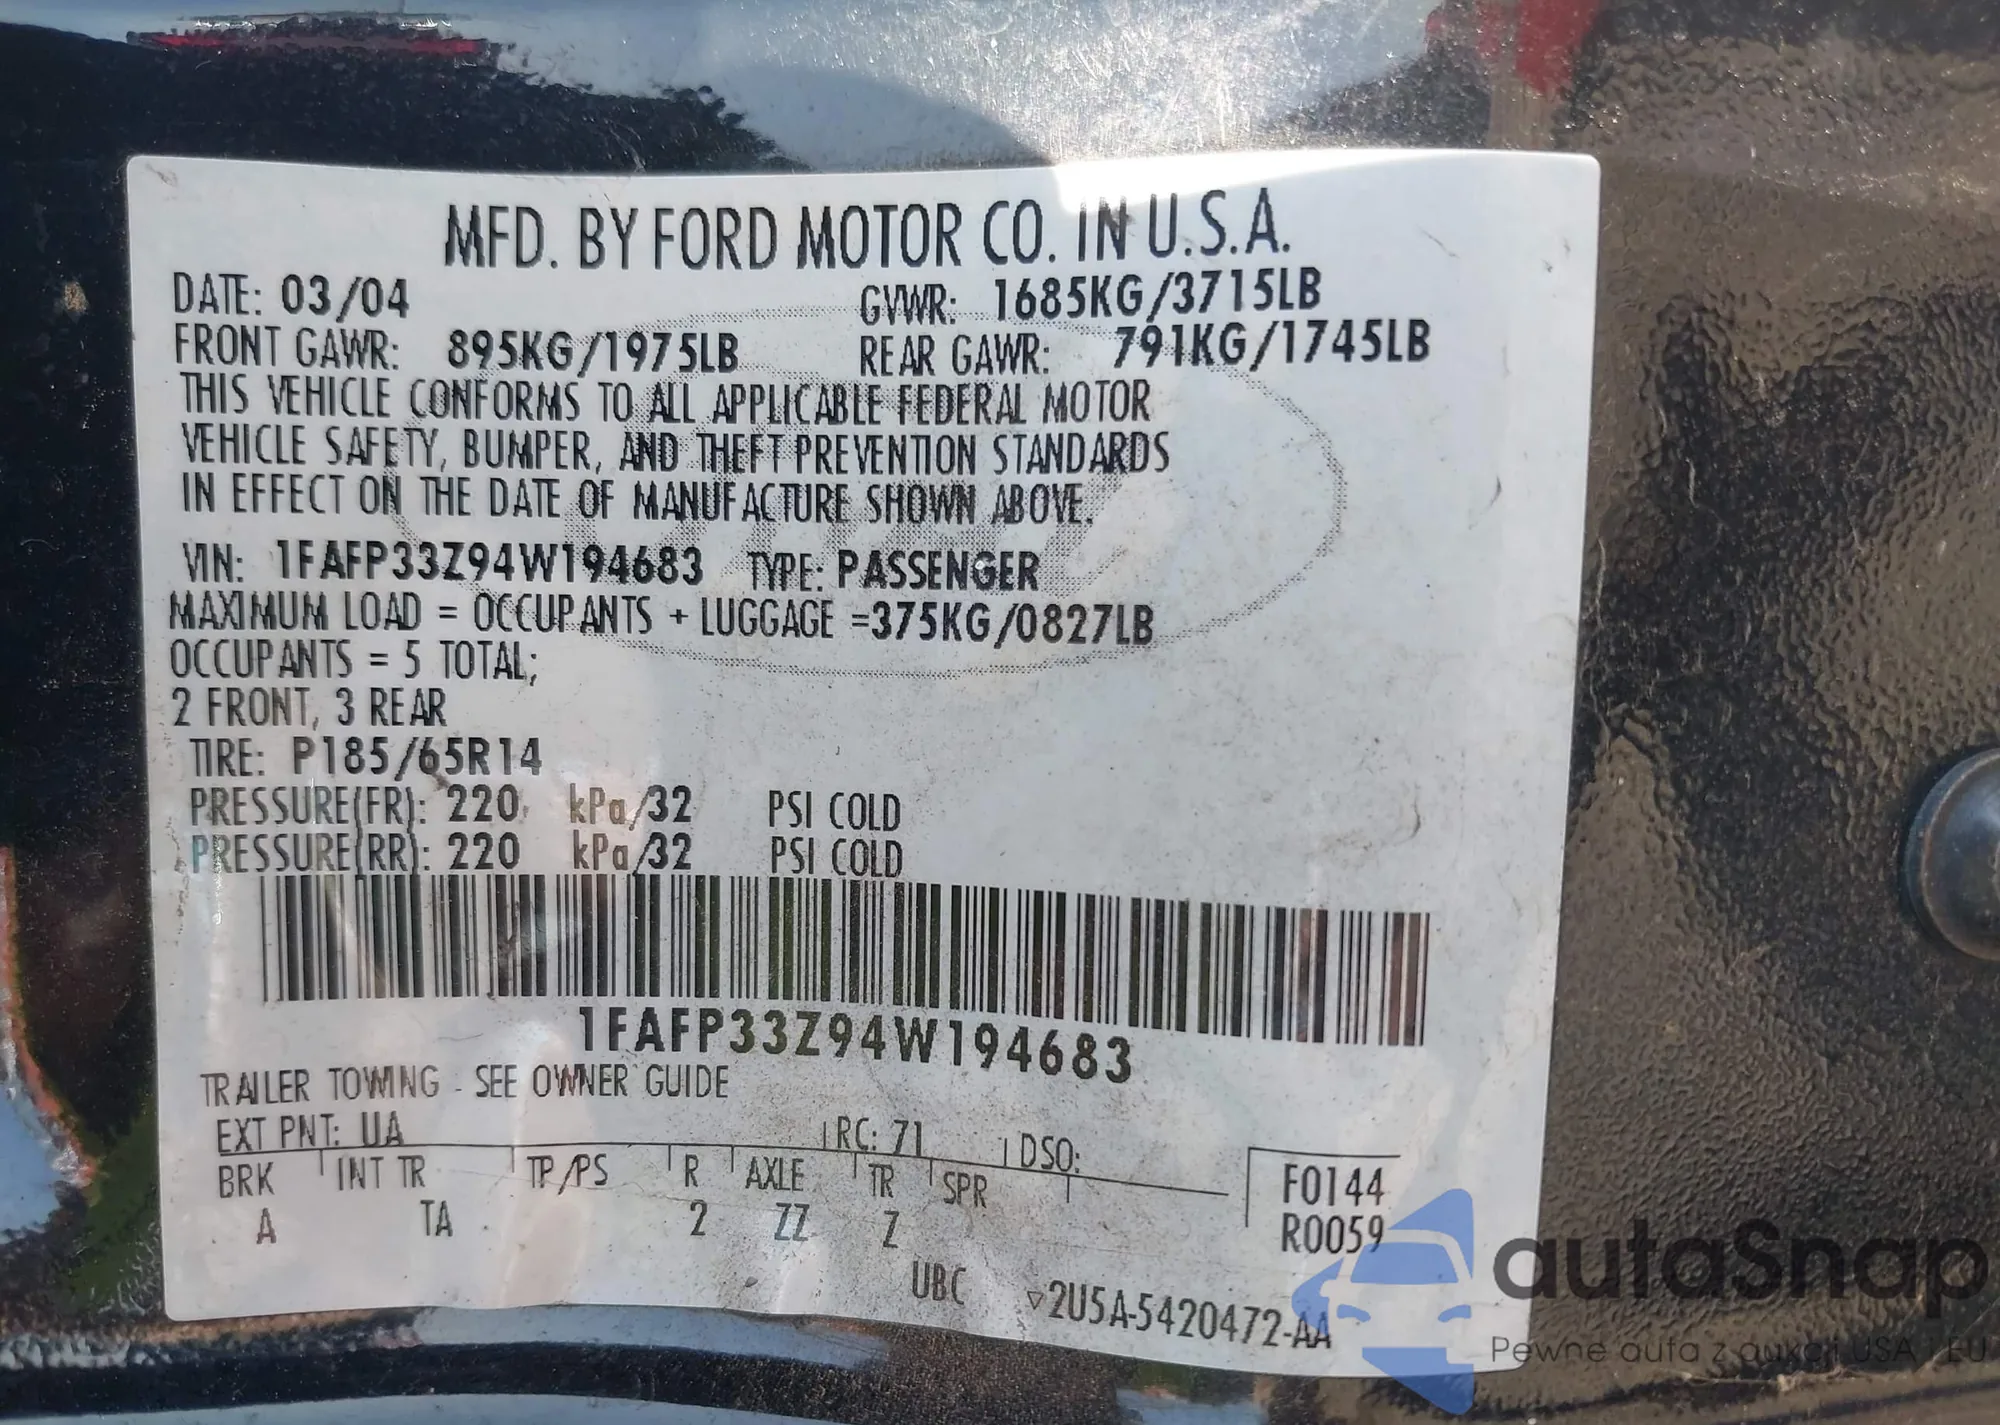 MFD. BY FORD MOTOR CO. IN U.S.A.
DATE: 03/04 GVWR: 1685KG/3715LB
FRONT GAWR: 895KG/1975LB REAR GAWR: 791KG/1745LB
THIS VEHICLE CONFORMS TO ALL APPLICABLE FEDERAL MOTOR
VEHICLE SAFETY, BUMPER, AND THEFT PREVENTION STANDARDS
IN EFFECT ON THE DATE OF MANUFACTURE SHOWN ABOVE.
VIN: 1FAFP33Z94W194683 TYPE: PASSENGER
MAXIMUM LOAD = OCCUPANTS + LUGGAGE =375KG/0827LB
OCCUPANTS = 5 TOTAL;
2 FRONT, 3 REAR
TIRE: P185/65R14
PRESSURE(FR): 220 kPa/32 PSI COLD
PRESSURE(RR): 220 kPa/32 PSI COLD
1FAFP33Z94W194683
TRAILER TOWING - SEE OWNER GUIDE
EXT PNT: UA RC: 71 DSO:
BRK INT TR TP/PS R AXLE TR SPR F0144
A TA 2 ZZ Z R0059
UBC ▽2U5A-5420472-AA
autaSnap
Pewne auta z aukcji USA i EU